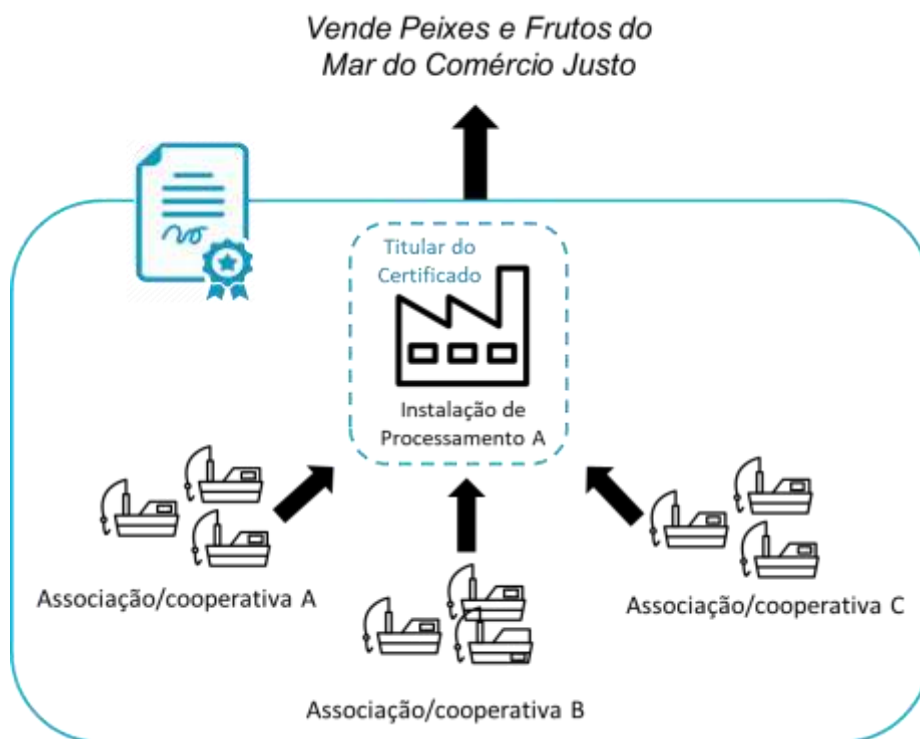 Vende Peixes e Frutos do
Mar do Comércio Justo
Titular do
Certificado
Instalação de
Processamento A
Associação/cooperativa A
Associação/cooperativa B
Associação/cooperativa C